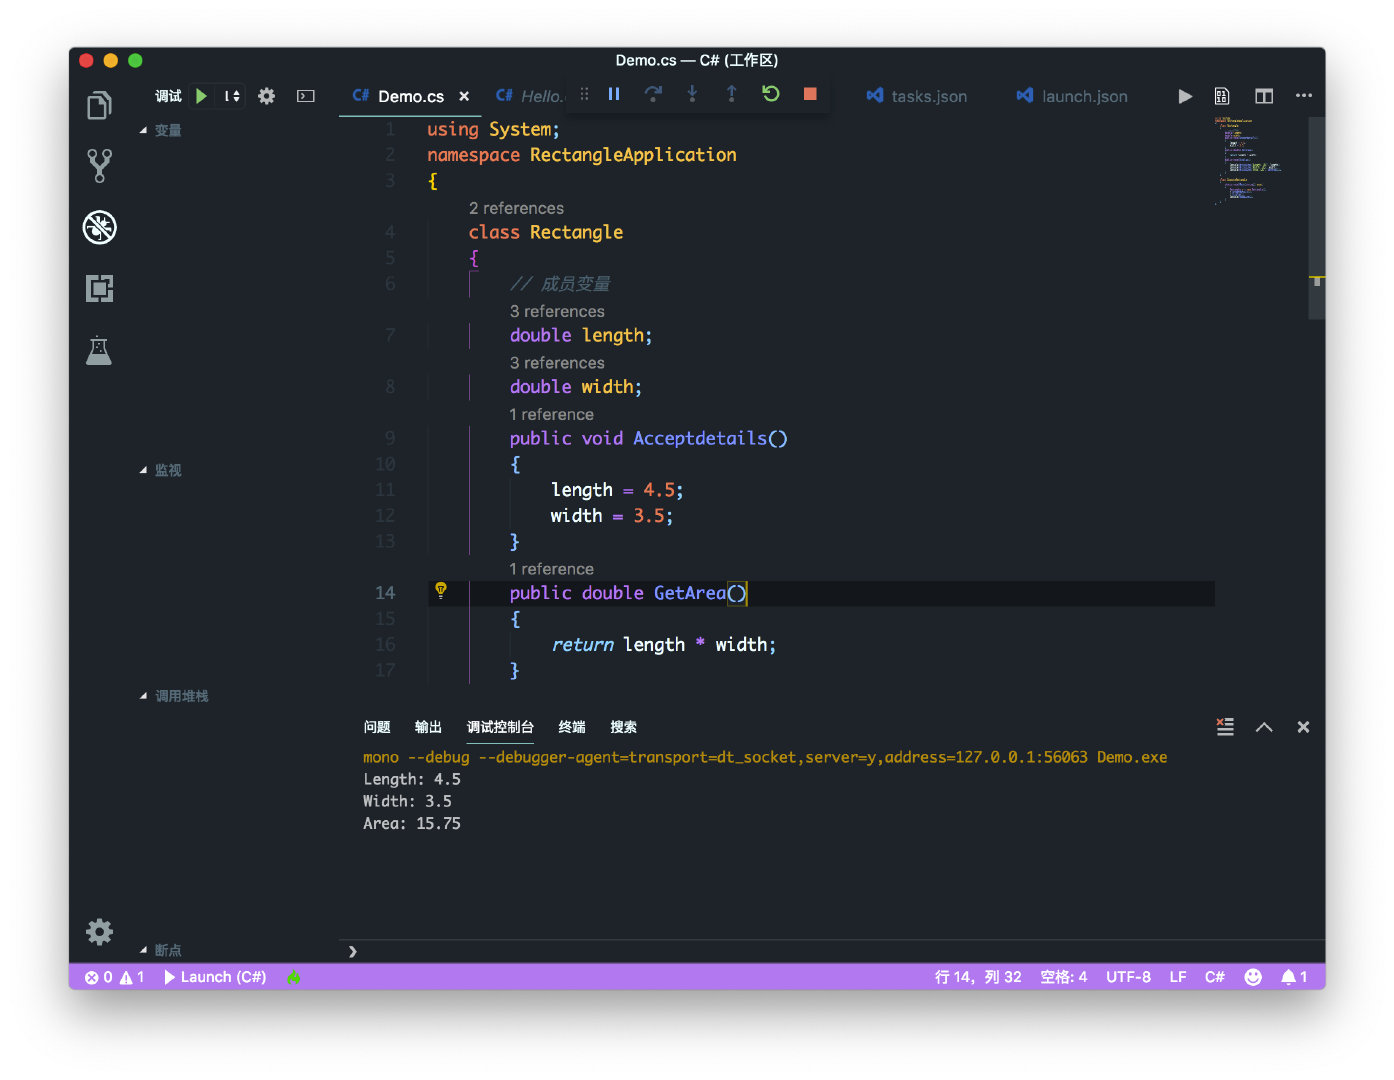 Demo.cs — C# (工作区)
调试
C# Demo.cs ×
C# Hello.
tasks.json
launch.json
变量
监视
调用堆栈
断点
1 using System;
2 namespace RectangleApplication
3 {
2 references
4 class Rectangle
5 {
6 // 成员变量
3 references
7 double length;
3 references
8 double width;
1 reference
9 public void Acceptdetails()
10 {
11 length = 4.5;
12 width = 3.5;
13 }
1 reference
14 public double GetArea()
15 {
16 return length * width;
17 }
问题 输出 调试控制台 终端 搜索
mono --debug --debugger-agent=transport=dt_socket,server=y,address=127.0.0.1:56063 Demo.exe
Length: 4.5
Width: 3.5
Area: 15.75
0 1 Launch (C#) 行 14，列 32 空格: 4 UTF-8 LF C# 1